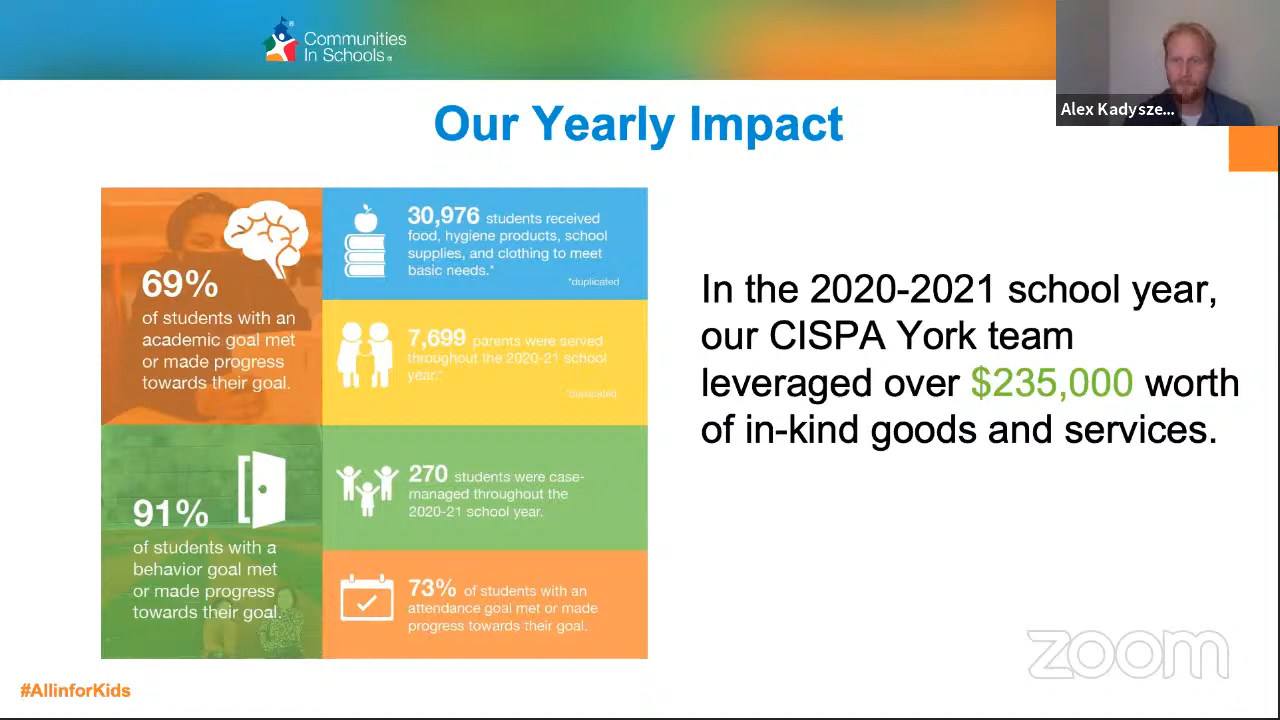 Communities
In Schools
Alex Kadysze...
Our Yearly Impact
69%
of students with an
academic goal met
or made progress
towards their goal.
30,976 students received
food, hygiene products, school
supplies, and clothing to meet
basic needs.*
*duplicated
7,699 parents were served
throughout the 2020-21 school
year.*
*duplicated
91%
of students with a
behavior goal met
or made progress
towards their goal.
270 students were case-
managed throughout the
2020-21 school year.
73% of students with an
attendance goal met or made
progress towards their goal.
In the 2020-2021 school year,
our CISPA York team
leveraged over $235,000 worth
of in-kind goods and services.
#AllinforKids
zoom